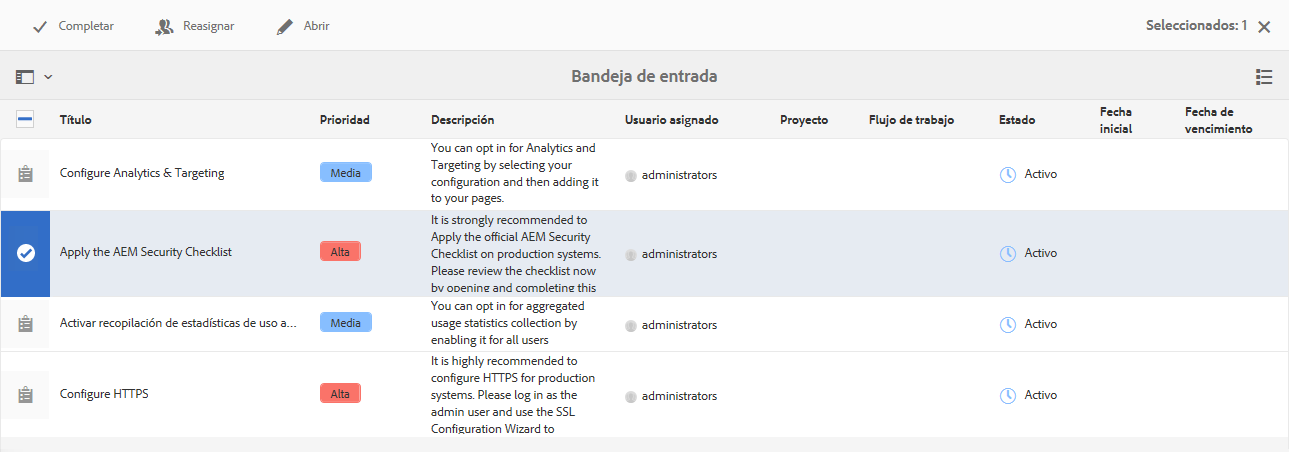 Completar Reasignar Abrir Seleccionados: 1
Bandeja de entrada
Título Prioridad Descripción Usuario asignado Proyecto Flujo de trabajo Estado Fecha inicial Fecha de vencimiento
Configure Analytics & Targeting
Media
You can opt in for Analytics and
Targeting by selecting your
configuration and then adding it
to your pages.
administrators
Activo
Apply the AEM Security Checklist
Alta
It is strongly recommended to
Apply the official AEM Security
Checklist on production systems.
Please review the checklist now
by opening and completing this
administrators
Activo
Activar recopilación de estadísticas de uso a...
Media
You can opt in for aggregated
usage statistics collection by
enabling it for all users
administrators
Activo
Configure HTTPS
Alta
It is highly recommended to
configure HTTPS for production
systems. Please log in as the
admin user and use the SSL
Configuration Wizard to
administrators
Activo